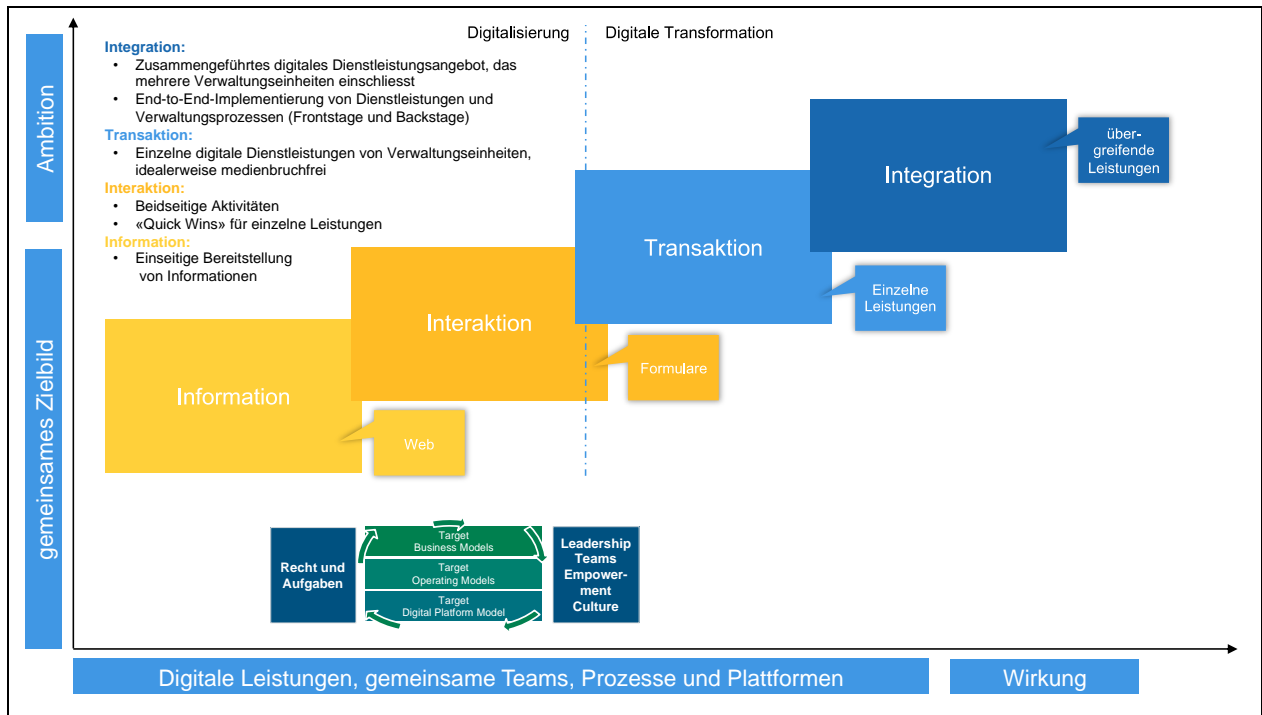 Digitalisierung
Digitale Transformation
Ambition
gemeinsames Zielbild
Integration:
• Zusammengeführtes digitales Dienstleistungsangebot, das
mehrere Verwaltungseinheiten einschliesst
• End-to-End-Implementierung von Dienstleistungen und
Verwaltungsprozessen (Frontstage und Backstage)
Transaktion:
• Einzelne digitale Dienstleistungen von Verwaltungseinheiten,
idealerweise medienbruchfrei
Interaktion:
• Beidseitige Aktivitäten
• «Quick Wins» für einzelne Leistungen
Information:
• Einseitige Bereitstellung
von Informationen
Integration
über-
greifende
Leistungen
Transaktion
Einzelne
Leistungen
Interaktion
Formulare
Information
Web
Recht und
Aufgaben
Target
Business Models
Target
Operating Models
Target
Digital Platform Model
Leadership
Teams
Empower-
ment
Culture
Digitale Leistungen, gemeinsame Teams, Prozesse und Plattformen
Wirkung